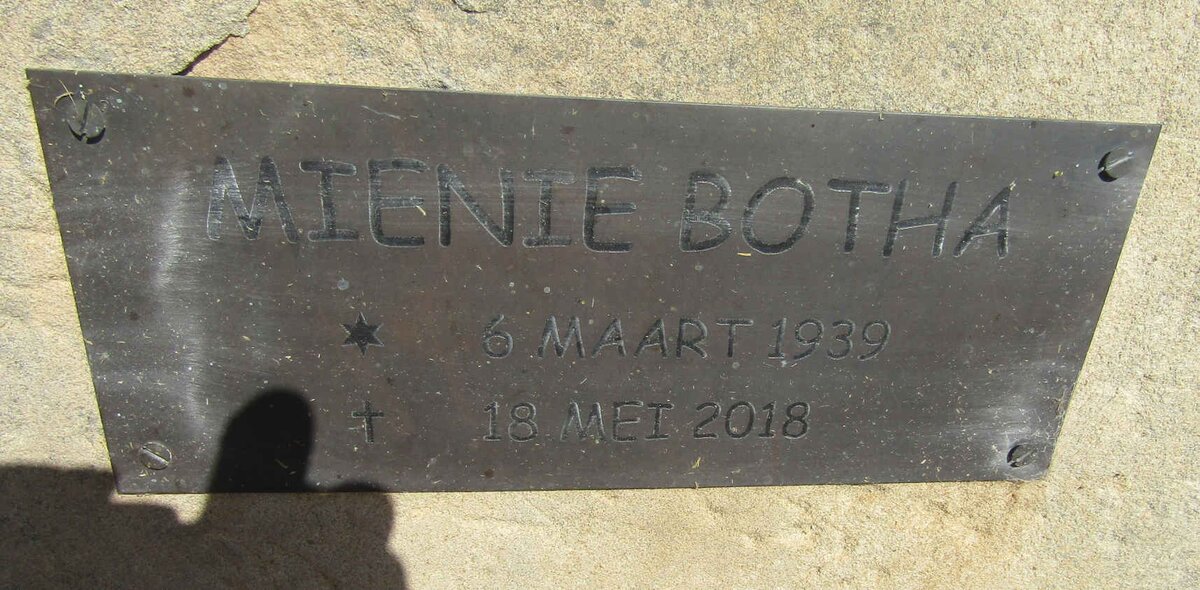 MIENIE BOTHA
✶ 6 MAART 1939
✝ 18 MEI 2018